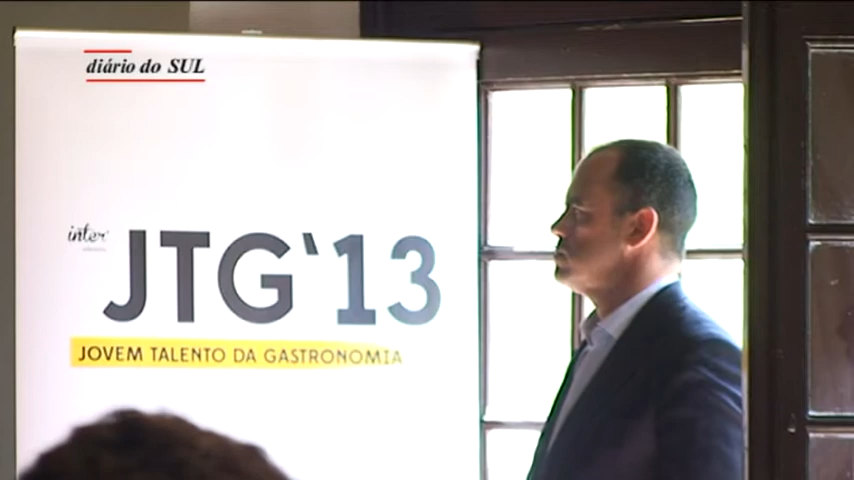 diário do SUL
inter
JTG'13
JOVEM TALENTO DA GASTRONOMIA